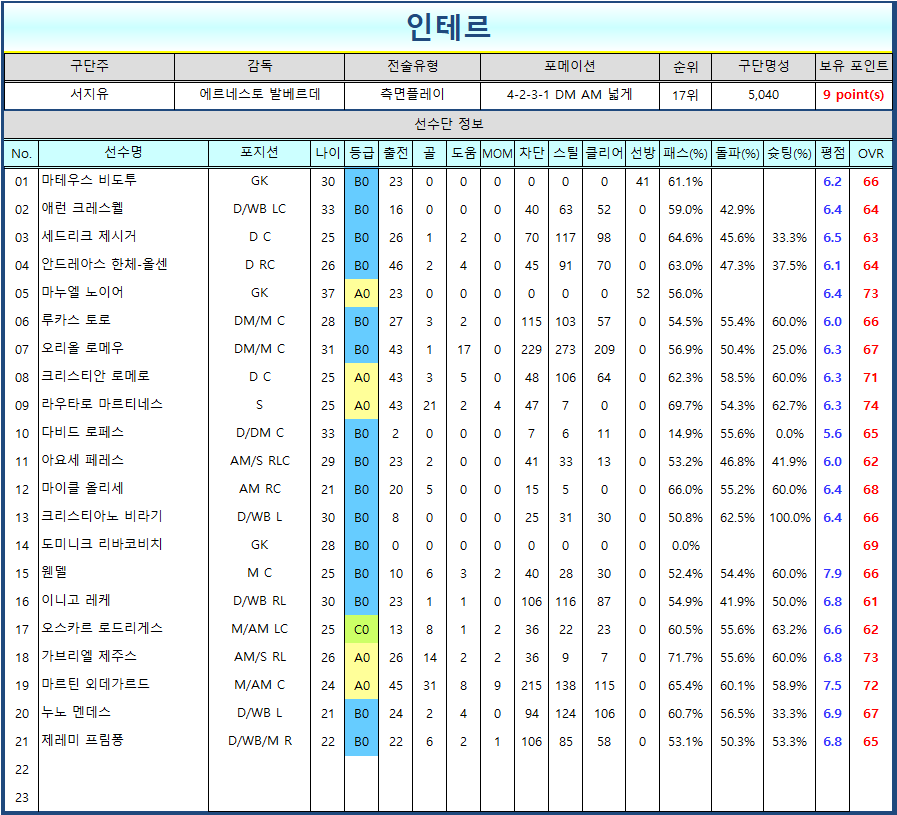 인테르
구단주 감독 전술유형 포메이션 순위 구단명성 보유 포인트
서지유 에르네스토 발베르데 측면플레이 4-2-3-1 DM AM 넓게 17위 5,040 9 point(s)
선수단 정보
No. 선수명 포지션 나이 등급 출전 골 도움 MOM 차단 스틸 클리어 선방 패스(%) 돌파(%) 슛팅(%) 평점 OVR
01 마테우스 비도투 GK 30 B0 23 0 0 0 0 0 0 41 61.1% 6.2 66
02 애런 크레스웰 D/WB LC 33 B0 16 0 0 0 40 63 52 0 59.0% 42.9% 6.4 64
03 세드리크 제시거 D C 25 B0 26 1 2 0 70 117 98 0 64.6% 45.6% 33.3% 6.5 63
04 안드레아스 한체-올센 D RC 26 B0 46 2 4 0 45 91 70 0 63.0% 47.3% 37.5% 6.1 64
05 마누엘 노이어 GK 37 A0 23 0 0 0 0 0 0 52 56.0% 6.4 73
06 루카스 토로 DM/M C 28 B0 27 3 2 0 115 103 57 0 54.5% 55.4% 60.0% 6.0 66
07 오리올 로메우 DM/M C 31 B0 43 1 17 0 229 273 209 0 56.9% 50.4% 25.0% 6.3 67
08 크리스티안 로메로 D C 25 A0 43 3 5 0 48 106 64 0 62.3% 58.5% 60.0% 6.3 71
09 라우타로 마르티네스 S 25 A0 43 21 2 4 47 7 0 0 69.7% 54.3% 62.7% 6.3 74
10 다비드 로페스 D/DM C 33 B0 2 0 0 0 7 6 11 0 14.9% 55.6% 0.0% 5.6 65
11 아요세 페레스 AM/S RLC 29 B0 23 2 0 0 41 33 13 0 53.2% 46.8% 41.9% 6.0 62
12 마이클 올리세 AM RC 21 B0 20 5 0 0 15 5 0 0 66.0% 55.2% 60.0% 6.4 68
13 크리스티아노 비라기 D/WB L 30 B0 8 0 0 0 25 31 30 0 50.8% 62.5% 100.0% 6.4 66
14 도미니크 리바코비치 GK 28 B0 0 0 0 0 0 0 0 0 0.0% 69
15 웬델 M C 25 B0 10 6 3 2 40 28 30 0 52.4% 54.4% 60.0% 7.9 66
16 이니고 레케 D/WB RL 30 B0 23 1 1 0 106 116 87 0 54.9% 41.9% 50.0% 6.8 61
17 오스카르 로드리게스 M/AM LC 25 C0 13 8 1 2 36 22 23 0 60.5% 55.6% 63.2% 6.6 62
18 가브리엘 제주스 AM/S RL 26 A0 26 14 2 2 36 9 7 0 71.7% 55.6% 60.0% 6.8 73
19 마르틴 외데가르드 M/AM C 24 A0 45 31 8 9 215 138 115 0 65.4% 60.1% 58.9% 7.5 72
20 누노 멘데스 D/WB L 21 B0 24 2 4 0 94 124 106 0 60.7% 56.5% 33.3% 6.9 67
21 제레미 프림퐁 D/WB/M R 22 B0 22 6 2 1 106 85 58 0 53.1% 50.3% 53.3% 6.8 65
22
23